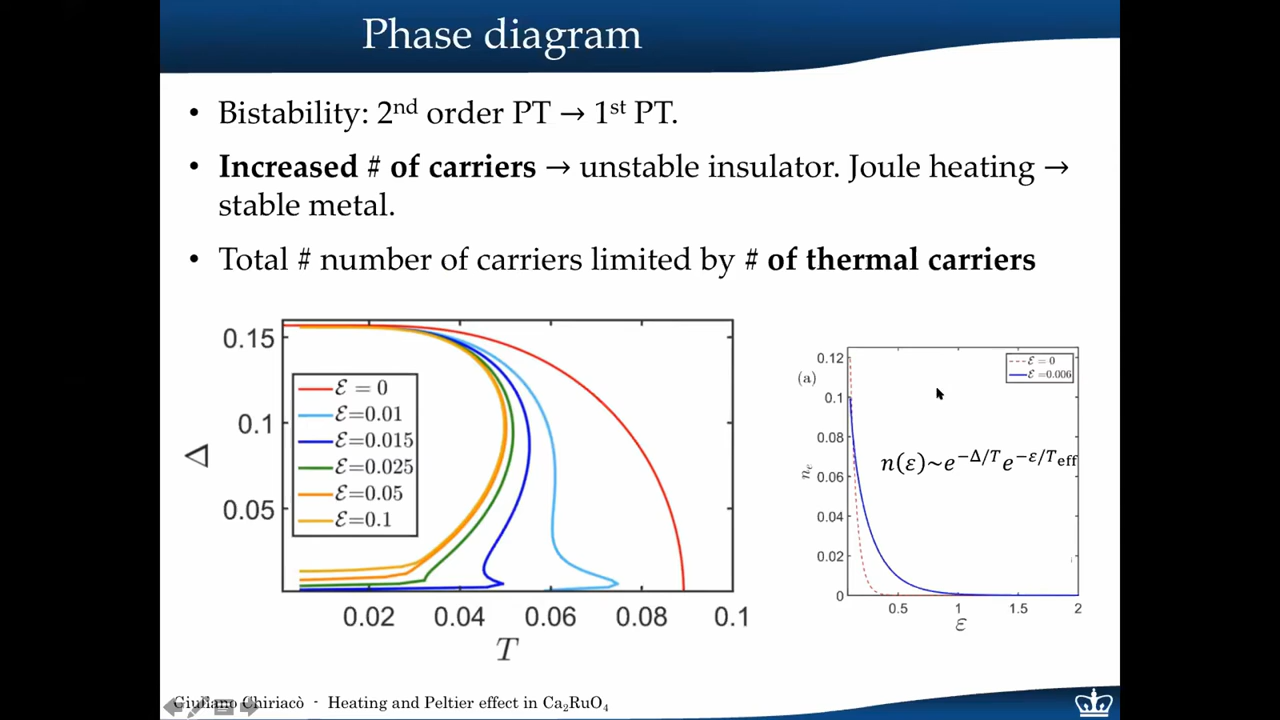 Phase diagram
• Bistability: 2nd order PT → 1st PT.
• Increased # of carriers → unstable insulator. Joule heating →
stable metal.
• Total # number of carriers limited by # of thermal carriers
0.15
0.1
0.05
Δ
ℰ = 0
ℰ=0.01
ℰ=0.015
ℰ=0.025
ℰ=0.05
ℰ=0.1
0.02 0.04 0.06 0.08 0.1
T
(a)
0.12
0.1
0.08
0.06
0.04
0.02
0
n_e
ℰ = 0
ℰ =0.006
n(ε)~e^{-Δ/T}e^{-ε/T_eff}
0.5 1 1.5 2
ε
Giuliano Chiriacò - Heating and Peltier effect in Ca₂RuO₄